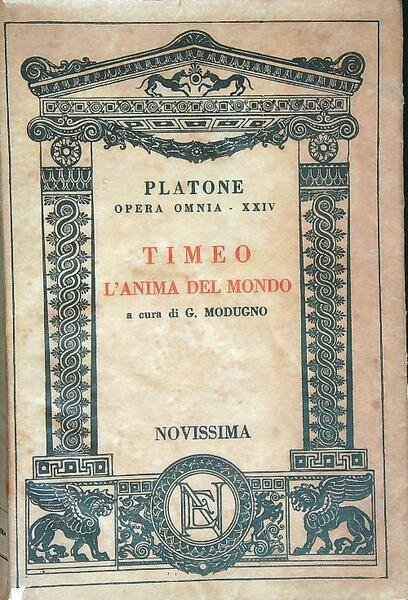 PLATONE
OPERA OMNIA - XXIV
TIMEO
L'ANIMA DEL MONDO
a cura di G. MODUGNO
NOVISSIMA